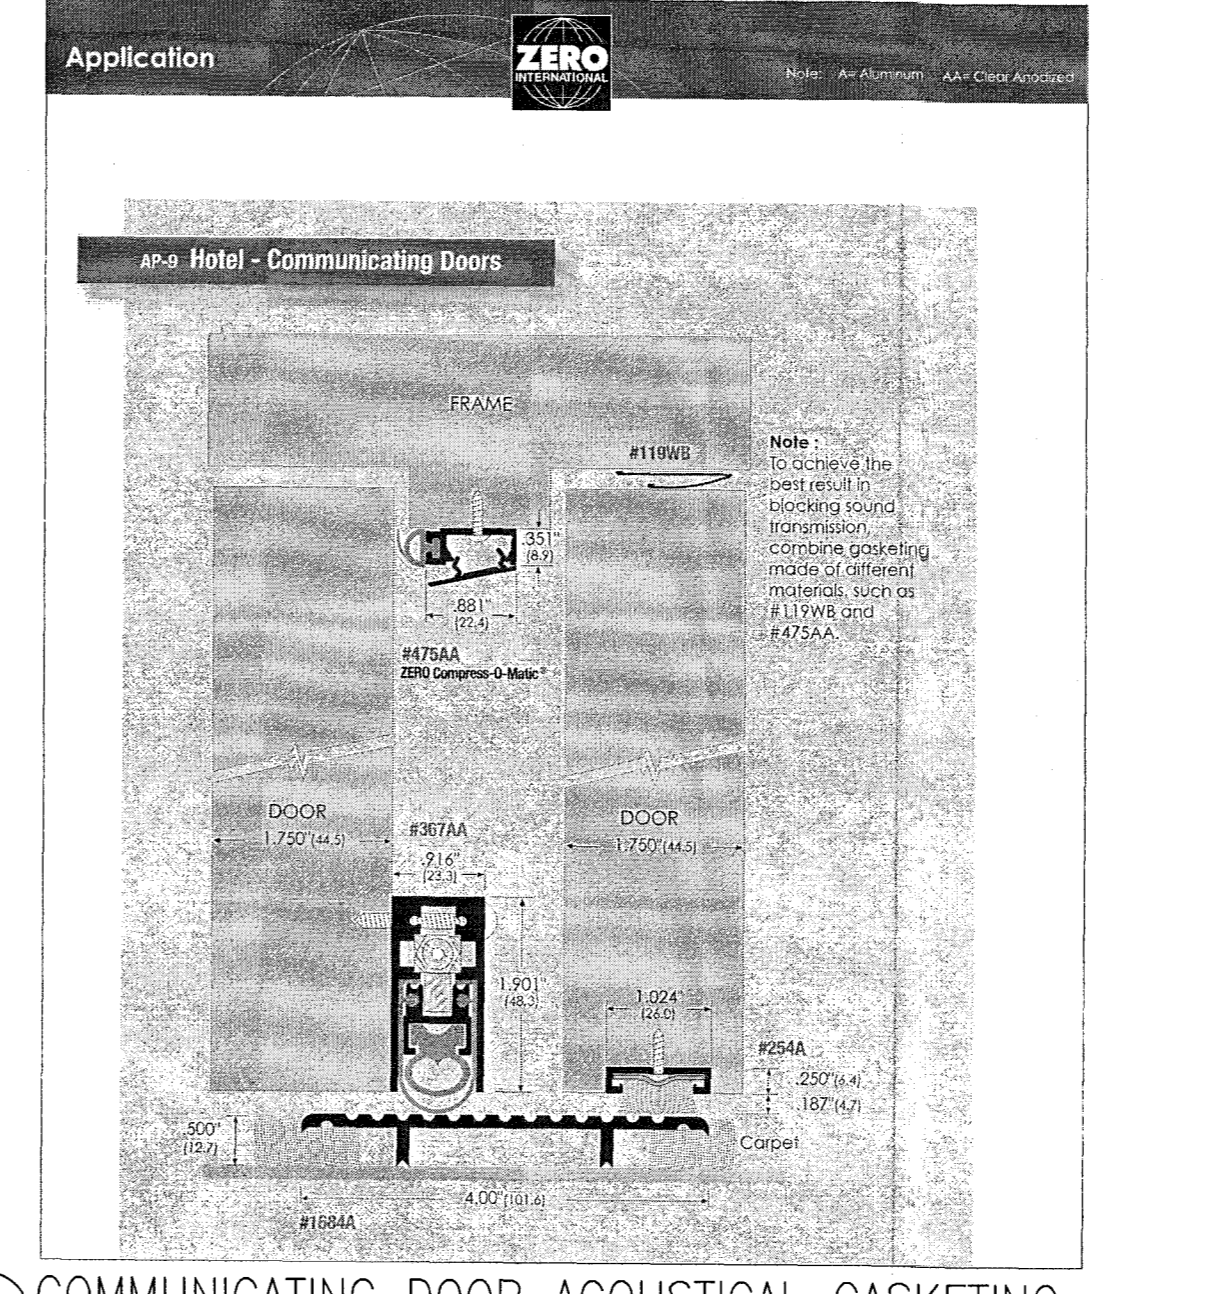 Application
ZERO
INTERNATIONAL
Note: A= Aluminum AA= Clear Anodized
AP-9 Hotel - Communicating Doors
FRAME
#119WB
Note :
To achieve the
best result in
blocking sound
transmission,
combine gasketing
made of different
materials, such as
#119WB and
#475AA.
.351"
(8.9)
.881"
(22.4)
#475AA
ZERO Compress-O-Matic®
DOOR
1.750"(44.5)
DOOR
1.750"(44.5)
#367AA
.916"
(23.3)
1.901"
(48.3)
1.024"
(26.0)
#254A
.250"(6.4)
.187"(4.7)
.500"
(12.7)
Carpet
4.00"(101.6)
#1684A
COMMUNICATING DOOR ACOUSTICAL GASKETING